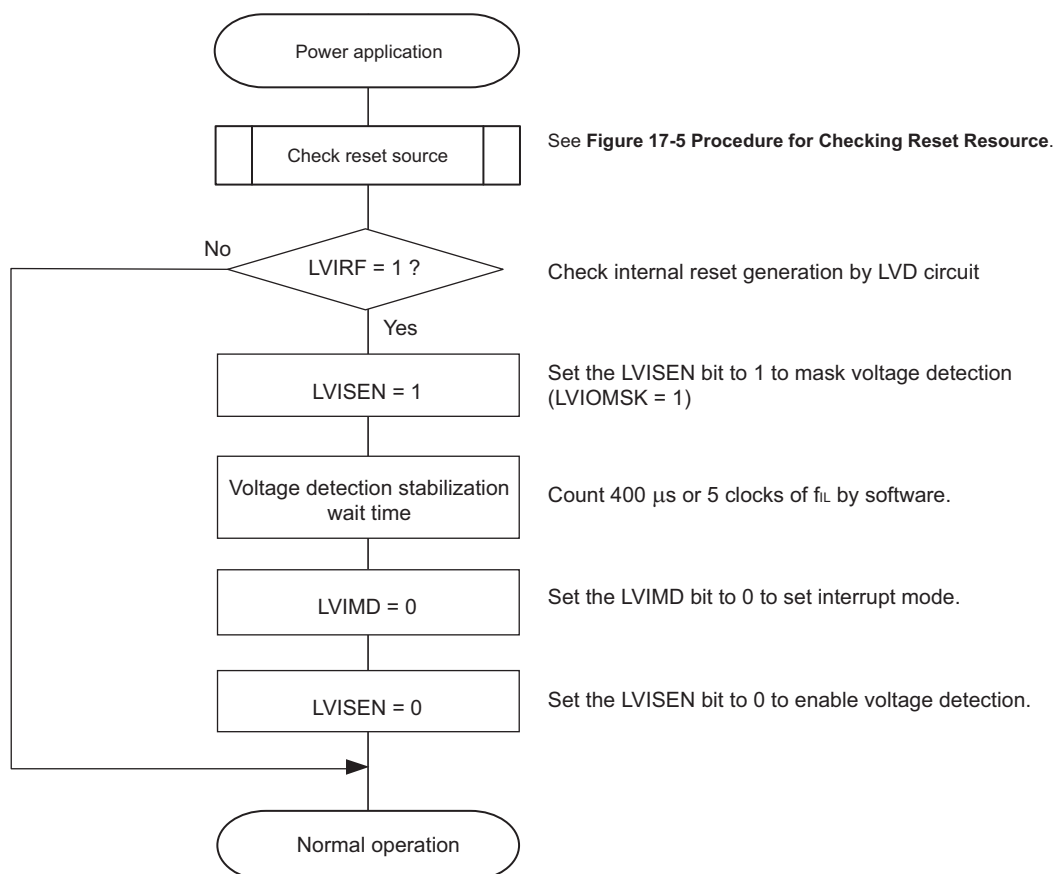 Power application
Check reset source
See Figure 17-5 Procedure for Checking Reset Resource.
No
LVIRF = 1 ?
Check internal reset generation by LVD circuit
Yes
LVISEN = 1
Set the LVISEN bit to 1 to mask voltage detection
(LVIOMSK = 1)
Voltage detection stabilization
wait time
Count 400 μs or 5 clocks of fIL by software.
LVIMD = 0
Set the LVIMD bit to 0 to set interrupt mode.
LVISEN = 0
Set the LVISEN bit to 0 to enable voltage detection.
Normal operation